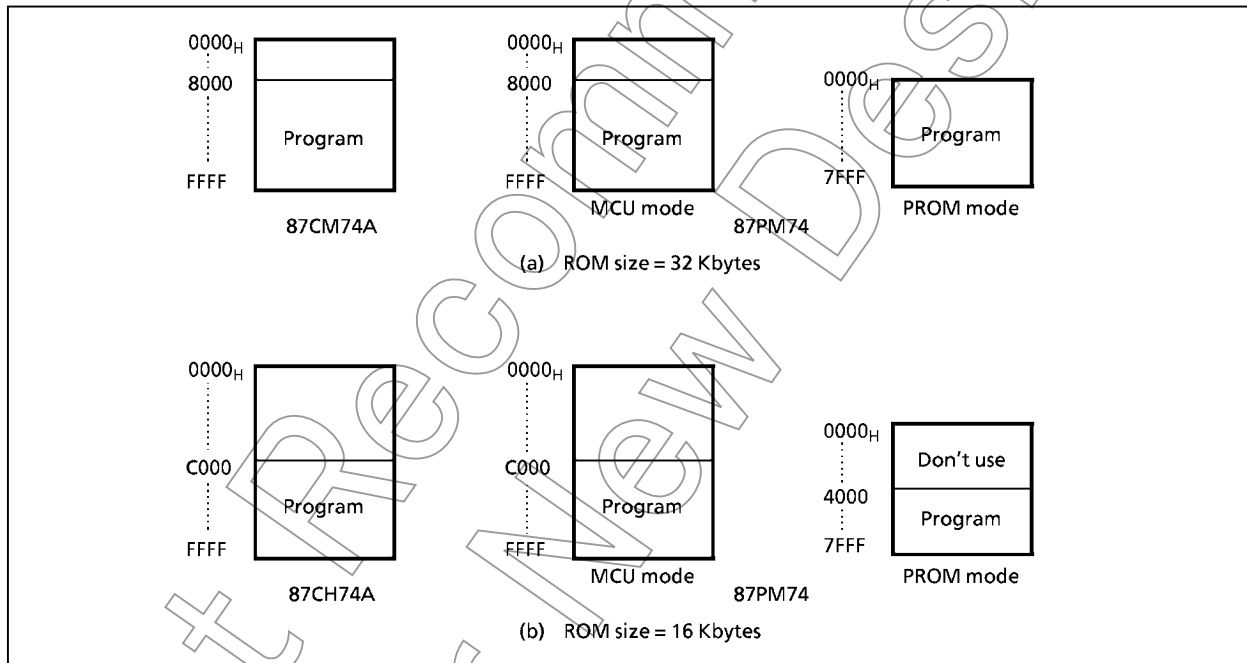 0000H
8000
Program
FFFF
87CM74A
0000H
8000
Program
FFFF
MCU mode
0000H
Program
7FFF
PROM mode
87PM74
(a) ROM size = 32 Kbytes
0000H
C000
Program
FFFF
87CH74A
0000H
C000
Program
FFFF
MCU mode
0000H
Don't use
4000
Program
7FFF
PROM mode
87PM74
(b) ROM size = 16 Kbytes